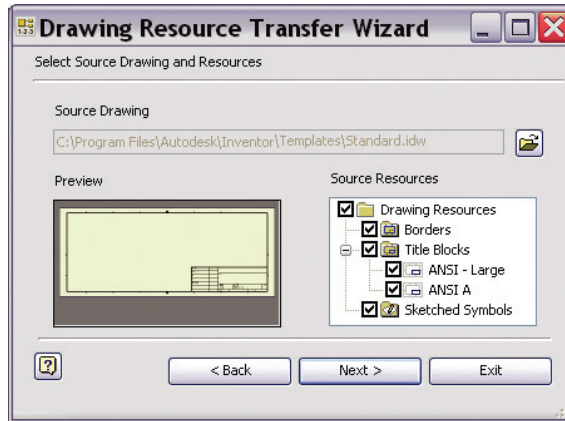 Drawing Resource Transfer Wizard
Select Source Drawing and Resources
Source Drawing
C:\Program Files\Autodesk\Inventor\Templates\Standard.idw
Preview
Source Resources
Drawing Resources
Borders
Title Blocks
ANSI - Large
ANSI A
Sketched Symbols
< Back
Next >
Exit